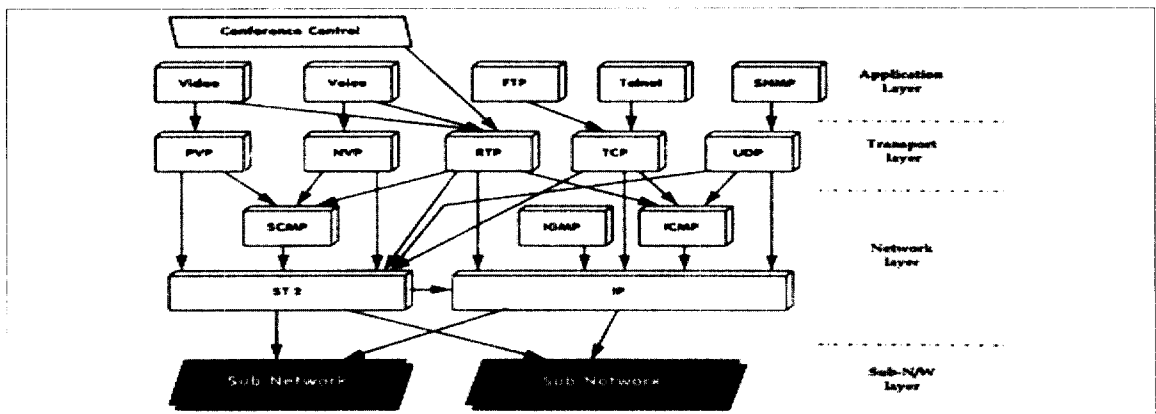 Conference Control
Video
Voice
FTP
Telnet
Application
Layer
PVP
NVP
RTP
TCP
UDP
Transport
layer
SCMP
IGMP
ICMP
Network
layer
ST 2
IP
Sub Network
Sub Network
Sub-N/W
layer